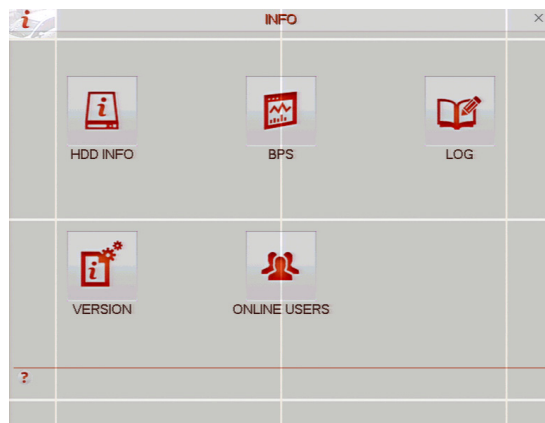 INFO
HDD INFO
BPS
LOG
VERSION
ONLINE USERS
?